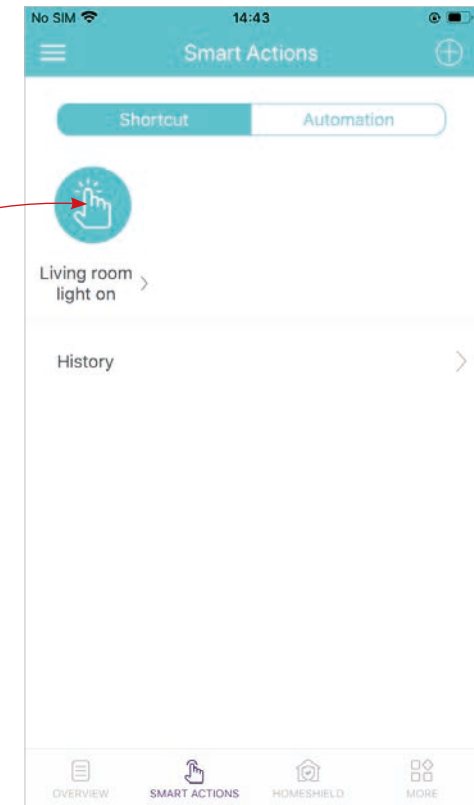 No SIM 14:43
Smart Actions
Shortcut Automation
Living room
light on
History
OVERVIEW SMART ACTIONS HOMESHIELD MORE